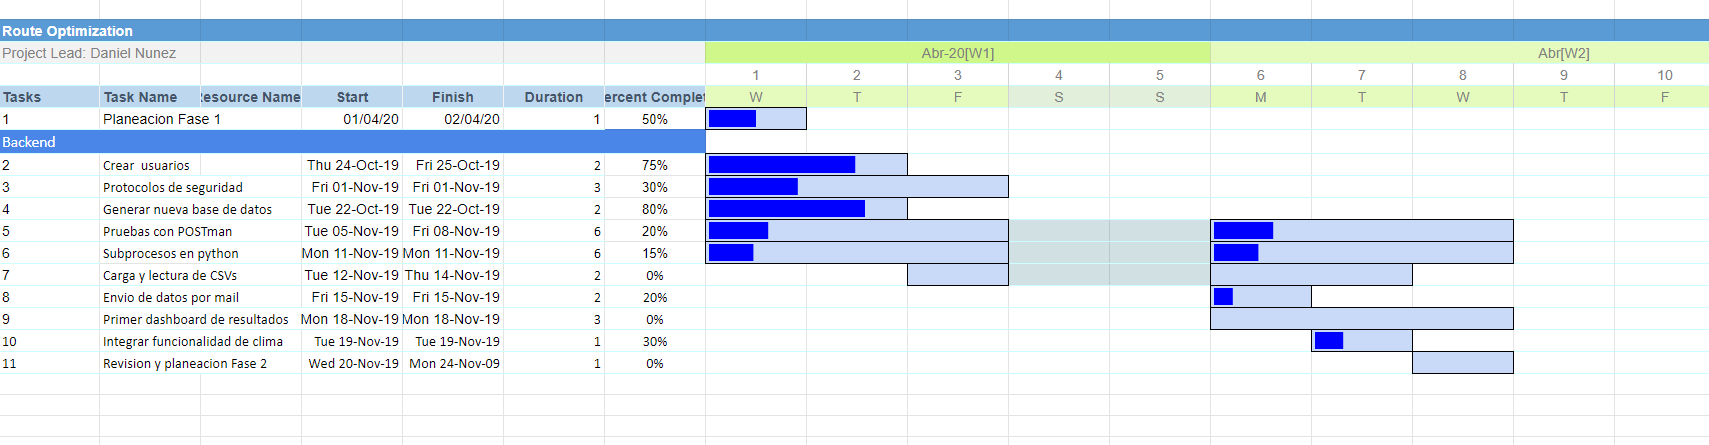 Route Optimization
Project Lead: Daniel Nunez Abr-20[W1] Abr[W2]
1 2 3 4 5 6 7 8 9 10
Tasks Task Name esource Name Start Finish Duration ercent Complet W T F S S M T W T F
1 Planeacion Fase 1 01/04/20 02/04/20 1 50%
Backend
2 Crear  usuarios Thu 24-Oct-19 Fri 25-Oct-19 2 75%
3 Protocolos de seguridad Fri 01-Nov-19 Fri 01-Nov-19 3 30%
4 Generar nueva base de datos Tue 22-Oct-19 Tue 22-Oct-19 2 80%
5 Pruebas con POSTman Tue 05-Nov-19 Fri 08-Nov-19 6 20%
6 Subprocesos en python Mon 11-Nov-19 Mon 11-Nov-19 6 15%
7 Carga y lectura de CSVs Tue 12-Nov-19 Thu 14-Nov-19 2 0%
8 Envio de datos por mail Fri 15-Nov-19 Fri 15-Nov-19 2 20%
9 Primer dashboard de resultados Mon 18-Nov-19 Mon 18-Nov-19 3 0%
10 Integrar funcionalidad de clima Tue 19-Nov-19 Tue 19-Nov-19 1 30%
11 Revision y planeacion Fase 2 Wed 20-Nov-19 Mon 24-Nov-09 1 0%